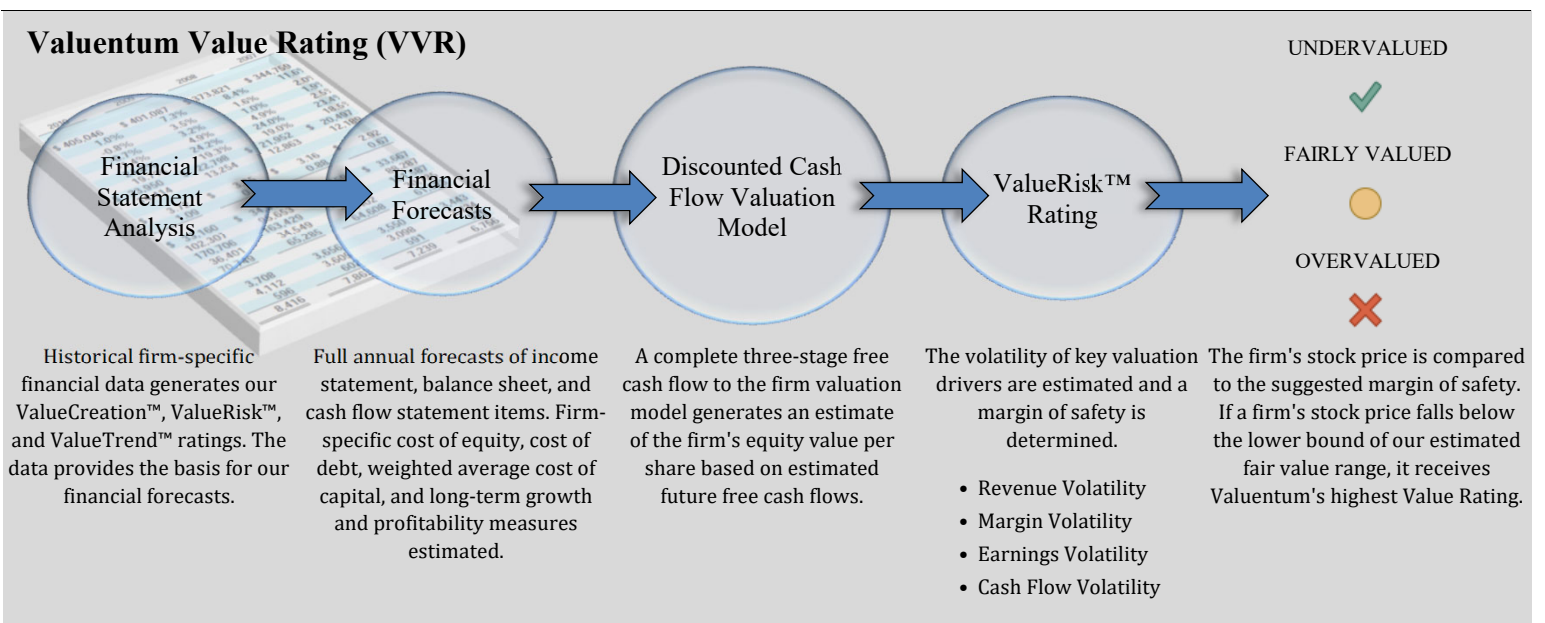 Valuentum Value Rating (VVR)
Financial
Statement
Analysis
Financial
Forecasts
Discounted Cash
Flow Valuation
Model
ValueRisk™
Rating
UNDERVALUED
FAIRLY VALUED
OVERVALUED
Historical firm-specific
financial data generates our
ValueCreation™, ValueRisk™,
and ValueTrend™ ratings. The
data provides the basis for our
financial forecasts.
Full annual forecasts of income
statement, balance sheet, and
cash flow statement items. Firm-
specific cost of equity, cost of
debt, weighted average cost of
capital, and long-term growth
and profitability measures
estimated.
A complete three-stage free
cash flow to the firm valuation
model generates an estimate
of the firm's equity value per
share based on estimated
future free cash flows.
The volatility of key valuation
drivers are estimated and a
margin of safety is
determined.
• Revenue Volatility
• Margin Volatility
• Earnings Volatility
• Cash Flow Volatility
The firm's stock price is compared
to the suggested margin of safety.
If a firm's stock price falls below
the lower bound of our estimated
fair value range, it receives
Valuentum's highest Value Rating.